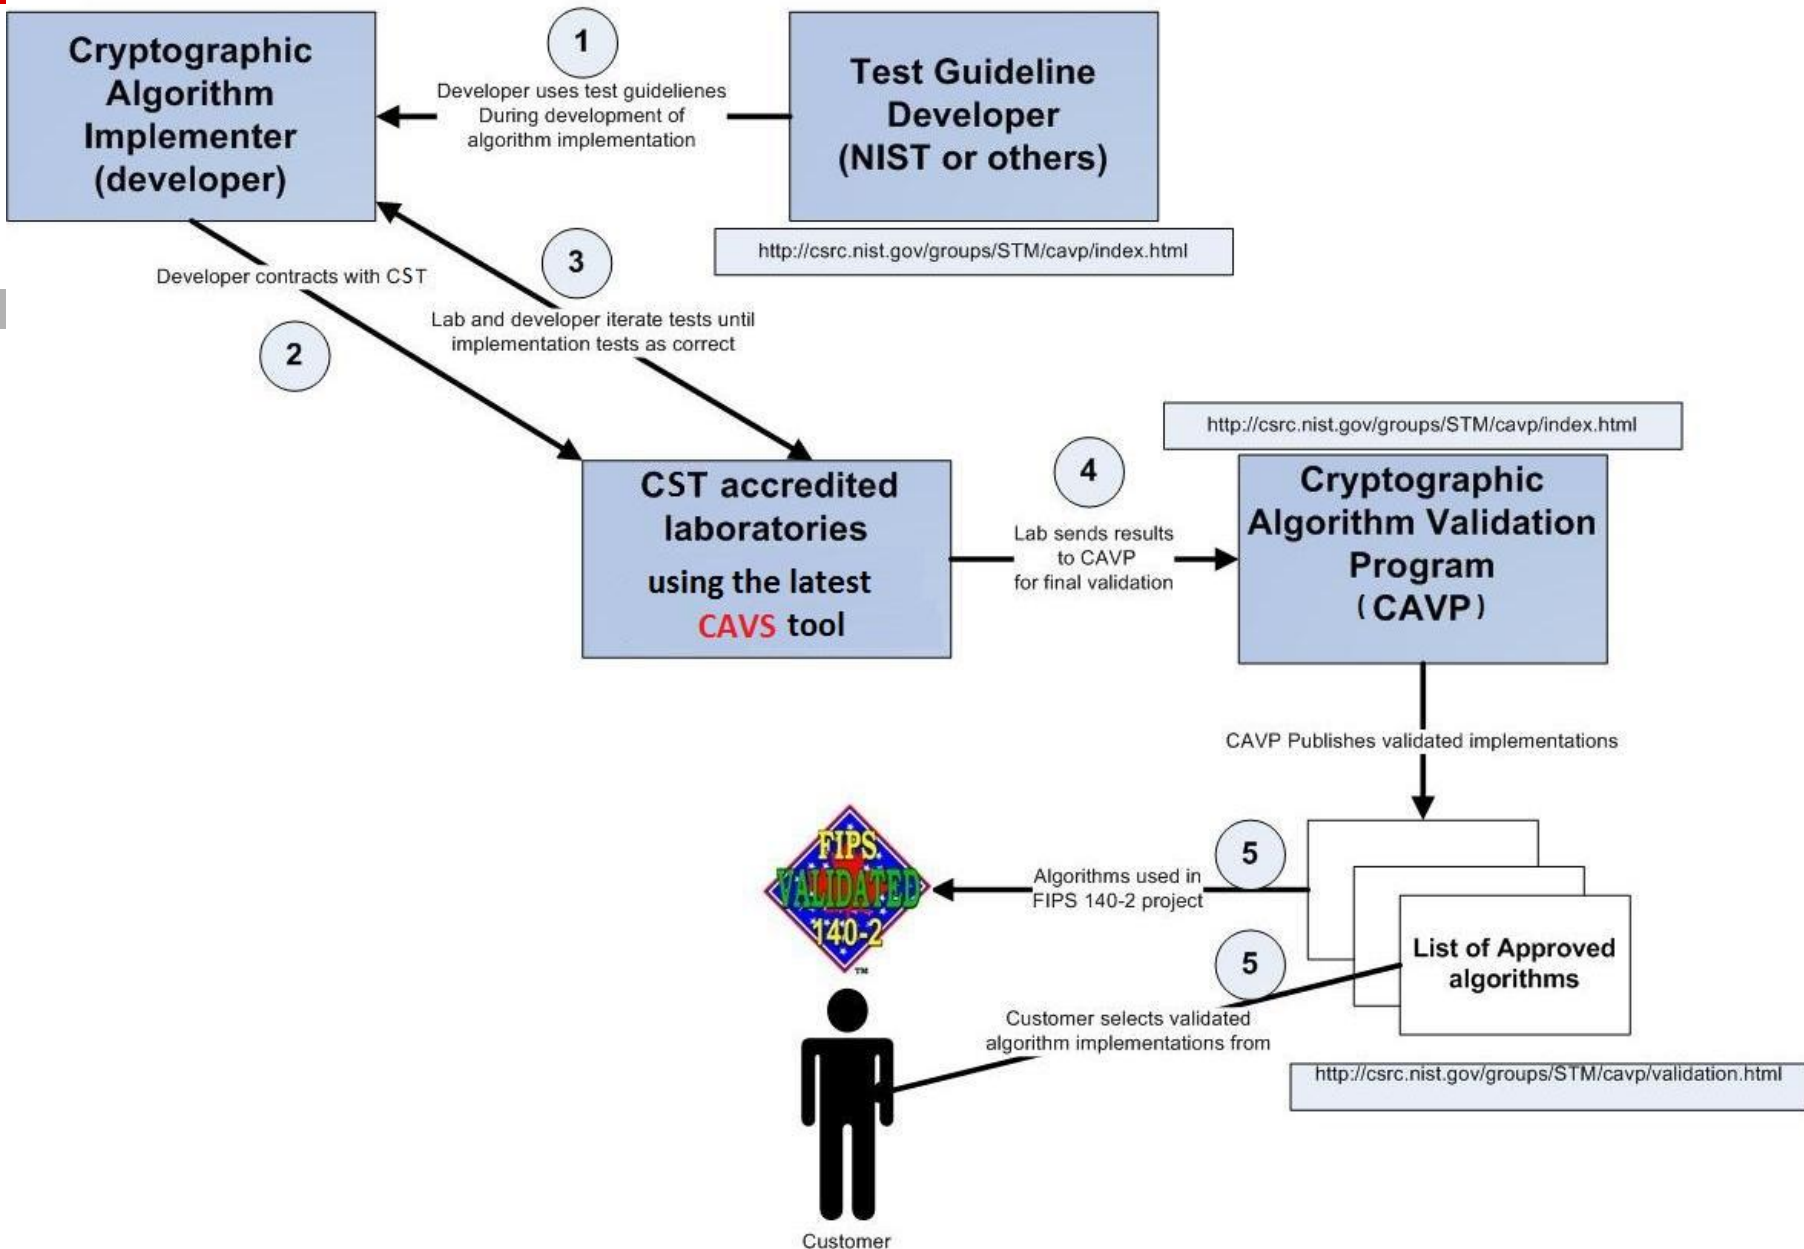 Cryptographic
Algorithm
Implementer
(developer)
1
Developer uses test guidelienes
During development of
algorithm implementation
Test Guideline
Developer
(NIST or others)
http://csrc.nist.gov/groups/STM/cavp/index.html
Developer contracts with CST
2
3
Lab and developer iterate tests until
implementation tests as correct
CST accredited
laboratories
using the latest
CAVS tool
4
Lab sends results
to CAVP
for final validation
http://csrc.nist.gov/groups/STM/cavp/index.html
Cryptographic
Algorithm Validation
Program
(CAVP)
CAVP Publishes validated implementations
5
Algorithms used in
FIPS 140-2 project
FIPS
VALIDATED
140-2
TM
5
List of Approved
algorithms
Customer selects validated
algorithm implementations from
http://csrc.nist.gov/groups/STM/cavp/validation.html
Customer